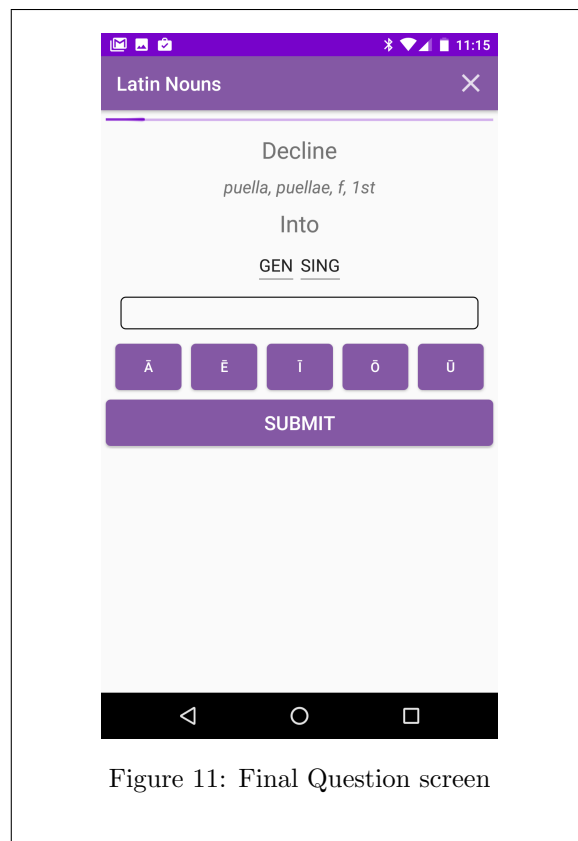 11:15
Latin Nouns
Decline
puella, puellae, f, 1st
Into
GEN SING
Ā Ē Ī Ō Ū
SUBMIT
Figure 11: Final Question screen